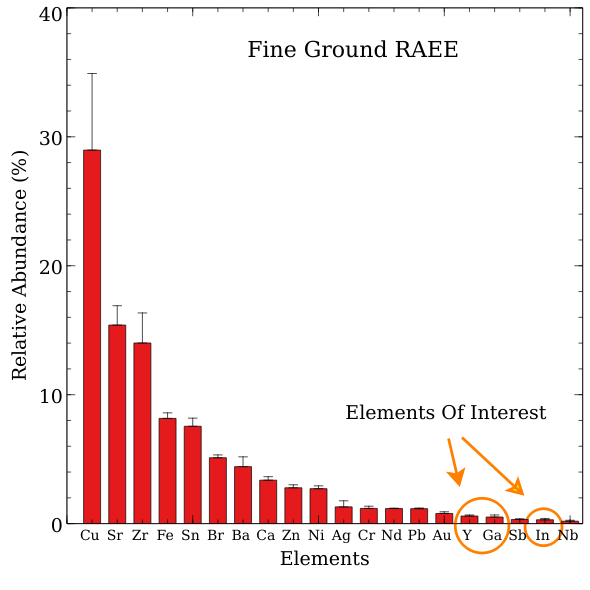 Fine Ground RAEE
40
30
20
10
0
Relative Abundance (%)
Elements Of Interest
Cu Sr Zr Fe Sn Br Ba Ca Zn Ni Ag Cr Nd Pb Au Y Ga Sb In Nb
Elements